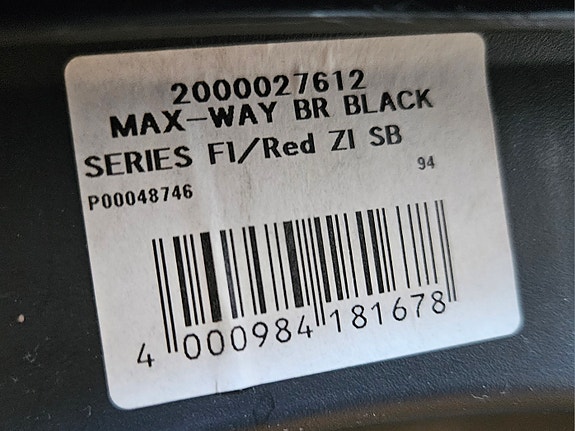 2000027612
MAX-WAY BR BLACK
SERIES FI/Red ZI SB
94
P00048746
4 000984 181678